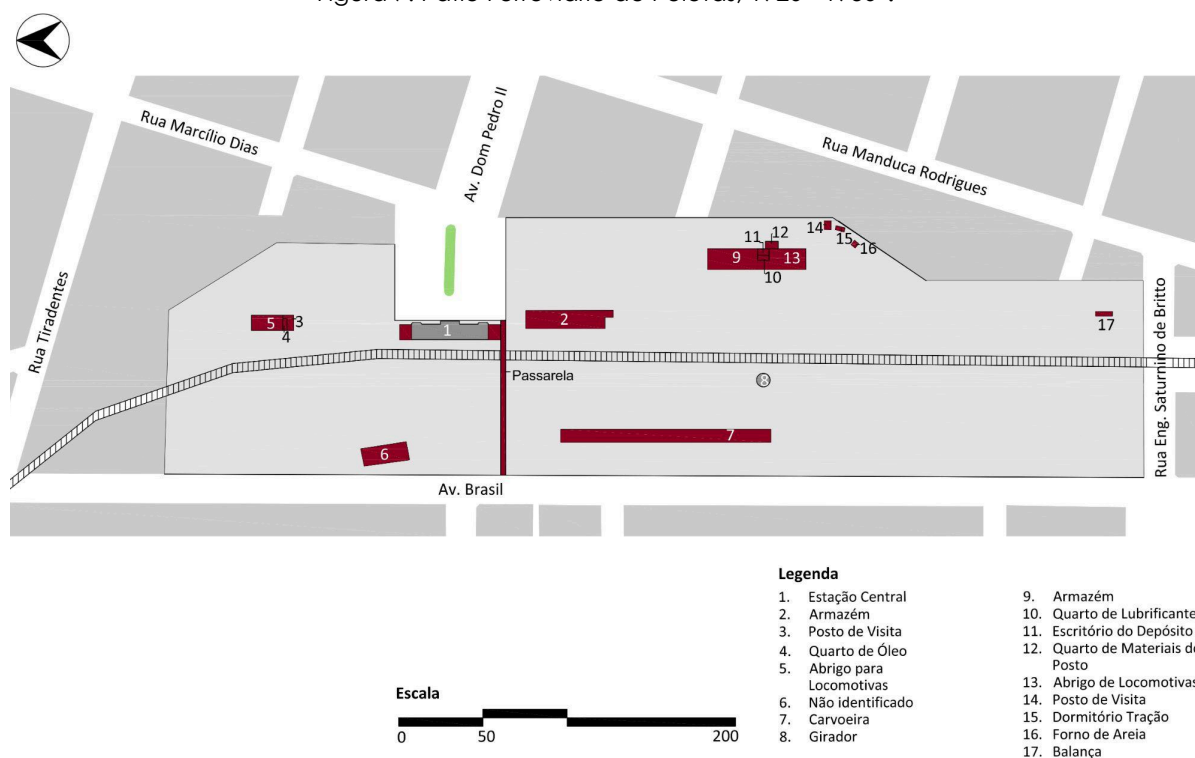 Rua Marcílio Dias
Av. Dom Pedro II
Rua Manduca Rodrigues
Rua Tiradentes
14
15
16
11
12
9
13
10
5
3
4
1
2
17
Passarela
8
Rua Eng. Saturnino de Britto
7
6
Av. Brasil
Legenda
1. Estação Central
2. Armazém
3. Posto de Visita
4. Quarto de Óleo
5. Abrigo para
Locomotivas
6. Não identificado
7. Carvoeira
8. Girador
9. Armazém
10. Quarto de Lubrificante
11. Escritório do Depósito
12. Quarto de Materiais do
Posto
13. Abrigo de Locomotivas
14. Posto de Visita
15. Dormitório Tração
16. Forno de Areia
17. Balança
Escala
0
50
200